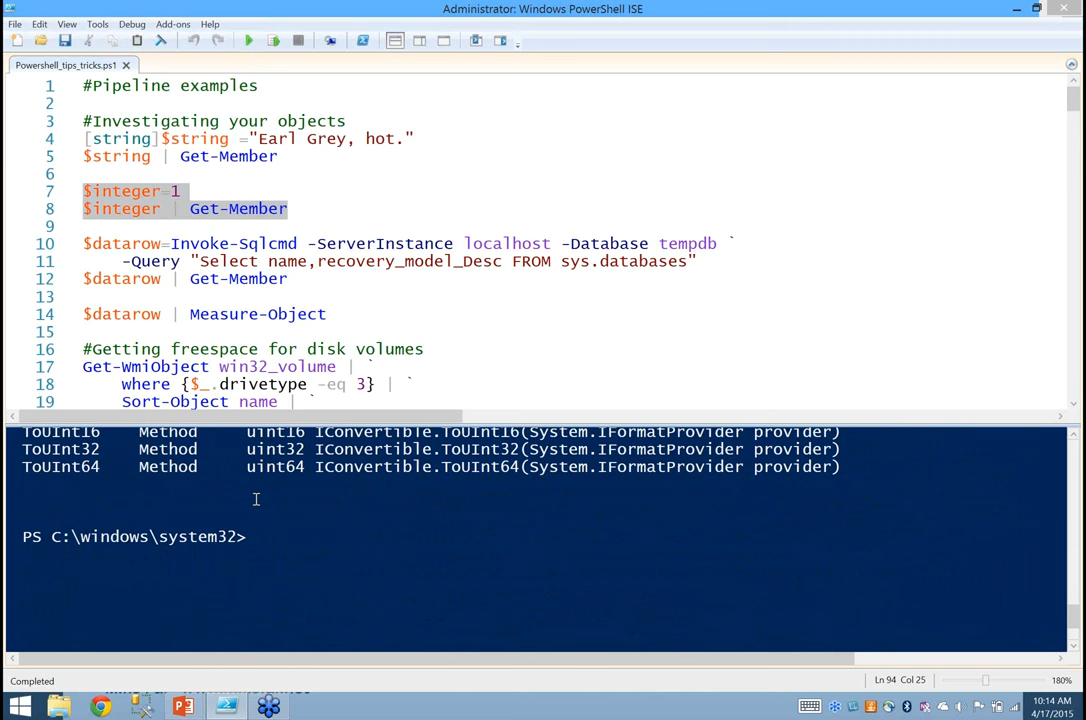 Administrator: Windows PowerShell ISE
File Edit View Tools Debug Add-ons Help
Powershell_tips_tricks.ps1
1 #Pipeline examples
2
3 #Investigating your objects
4 [string]$string ="Earl Grey, hot."
5 $string | Get-Member
6
7 $integer=1
8 $integer | Get-Member
9
10 $datarow=Invoke-Sqlcmd -ServerInstance localhost -Database tempdb `
11 -Query "Select name,recovery_model_Desc FROM sys.databases"
12 $datarow | Get-Member
13
14 $datarow | Measure-Object
15
16 #Getting freespace for disk volumes
17 Get-WmiObject win32_volume | `
18 where {$_.drivetype -eq 3} | `
19 Sort-Object name | `
ToUInt16 Method uint16 IConvertible.ToUInt16(System.IFormatProvider provider)
ToUInt32 Method uint32 IConvertible.ToUInt32(System.IFormatProvider provider)
ToUInt64 Method uint64 IConvertible.ToUInt64(System.IFormatProvider provider)
PS C:\windows\system32>
Completed
Ln 94 Col 25
180%
10:14 AM
4/17/2015